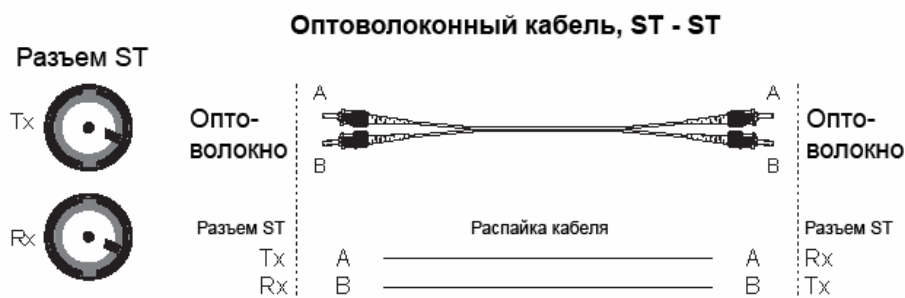 Оптоволоконный кабель, ST - ST
Разъем ST
Tx
Rx
Опто-
волокно
A
B
A
B
Опто-
волокно
Разъем ST
Распайка кабеля
Разъем ST
Tx A A Rx
Rx B B Tx